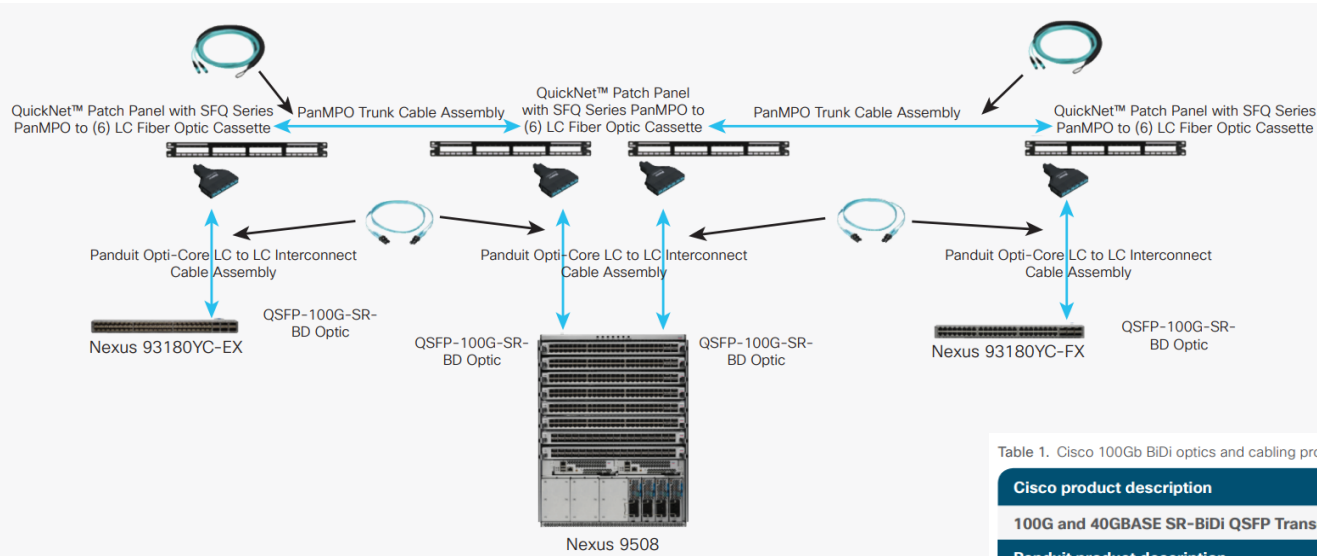 QuickNet™ Patch Panel with SFQ Series
PanMPO to (6) LC Fiber Optic Cassette
PanMPO Trunk Cable Assembly
QuickNet™ Patch Panel
with SFQ Series PanMPO to
(6) LC Fiber Optic Cassette
PanMPO Trunk Cable Assembly
QuickNet™ Patch Panel with SFQ Series
PanMPO to (6) LC Fiber Optic Cassette
Panduit Opti-Core LC to LC Interconnect
Cable Assembly
Panduit Opti-Core LC to LC Interconnect
Cable Assembly
Panduit Opti-Core LC to LC Interconnect
Cable Assembly
QSFP-100G-SR-
BD Optic
Nexus 93180YC-EX
QSFP-100G-SR-
BD Optic
QSFP-100G-SR-
BD Optic
Nexus 93180YC-FX
QSFP-100G-SR-
BD Optic
Nexus 9508
Table 1. Cisco 100Gb BiDi optics and cabling pro
Cisco product description
100G and 40GBASE SR-BiDi QSFP Trans
Panduit product description